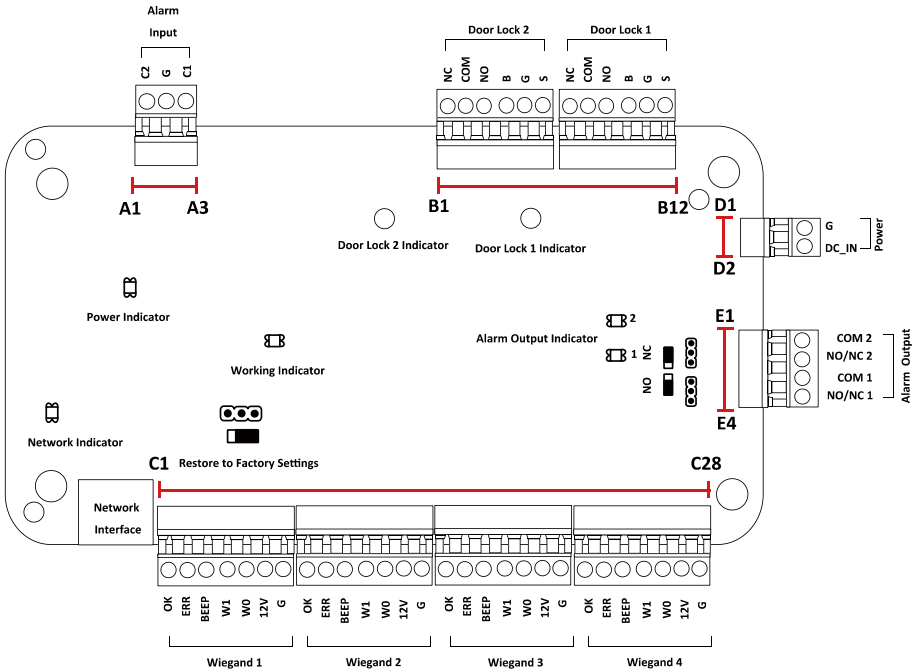 Alarm
Input
C2 G C1
Door Lock 2
Door Lock 1
NC COM NO B G S
NC COM NO B G S
A1
A3
B1
B12
D1
G
DC_IN
Power
D2
Door Lock 2 Indicator
Door Lock 1 Indicator
Power Indicator
E1
2
Alarm Output Indicator
1
NC
NO
COM 2
NO/NC 2
COM 1
NO/NC 1
Alarm Output
Working Indicator
E4
Network Indicator
Restore to Factory Settings
C1
C28
Network
Interface
OK ERR BEEP W1 W0 12V G
OK ERR BEEP W1 W0 12V G
OK ERR BEEP W1 W0 12V G
OK ERR BEEP W1 W0 12V G
Wiegand 1
Wiegand 2
Wiegand 3
Wiegand 4